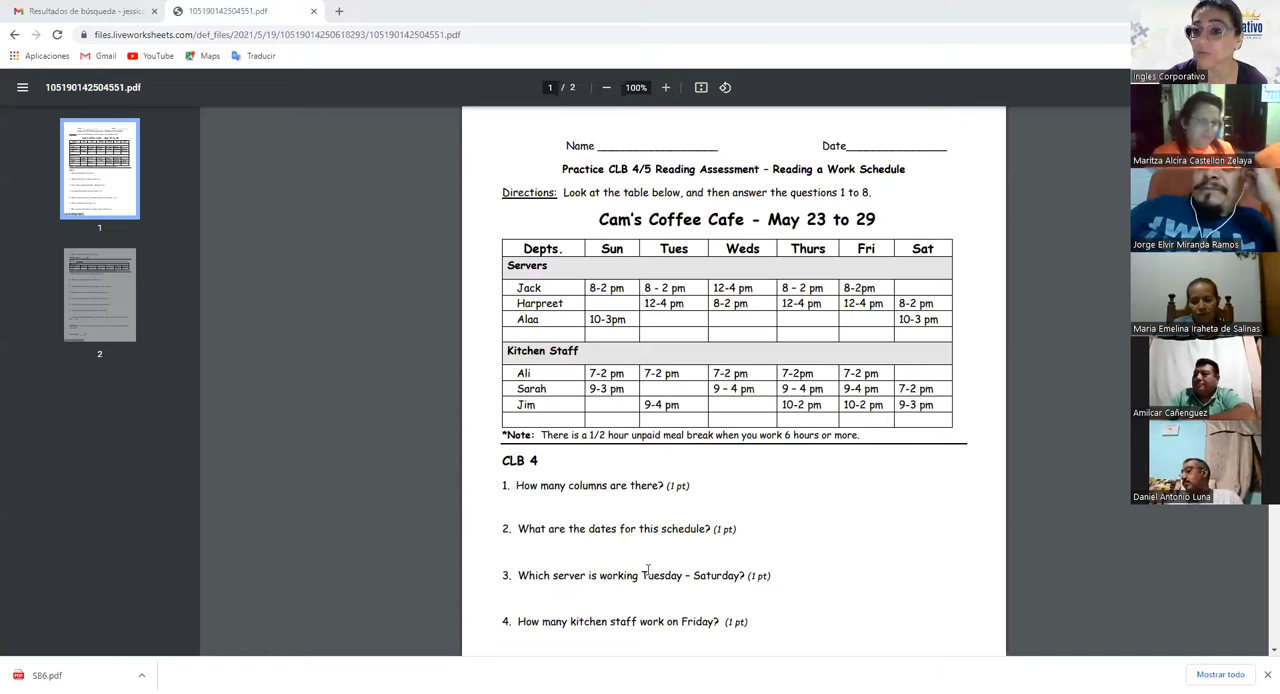 Resultados de búsqueda - jessica
105190142504551.pdf
files.liveworksheets.com/def_files/2021/5/19/10519014250618293/105190142504551.pdf
Aplicaciones
Gmail
YouTube
Maps
Traducir
105190142504551.pdf
1 / 2
100%
1
2
Name ____________________ Date_________________
Practice CLB 4/5 Reading Assessment – Reading a Work Schedule
Directions: Look at the table below, and then answer the questions 1 to 8.
Cam's Coffee Cafe - May 23 to 29
Depts. Sun Tues Weds Thurs Fri Sat
Servers
Jack 8-2 pm 8 - 2 pm 12-4 pm 8 – 2 pm 8-2pm
Harpreet 12-4 pm 8-2 pm 12-4 pm 12-4 pm 8-2 pm
Alaa 10-3pm 10-3 pm
Kitchen Staff
Ali 7-2 pm 7-2 pm 7-2 pm 7-2pm 7-2 pm
Sarah 9-3 pm 9 – 4 pm 9 – 4 pm 9-4 pm 7-2 pm
Jim 9-4 pm 10-2 pm 10-2 pm 9-3 pm
*Note: There is a 1/2 hour unpaid meal break when you work 6 hours or more.
CLB 4
1. How many columns are there? (1 pt)
2. What are the dates for this schedule? (1 pt)
3. Which server is working Tuesday – Saturday? (1 pt)
4. How many kitchen staff work on Friday? (1 pt)
Ingles Corporativo
Maritza Alcira Castellón Zelaya
Jorge Elvir Miranda Ramos
Maria Emelina Iraheta de Salinas
Amilcar Cañenguez
Daniel Antonio Luna
SB6.pdf
Mostrar todo